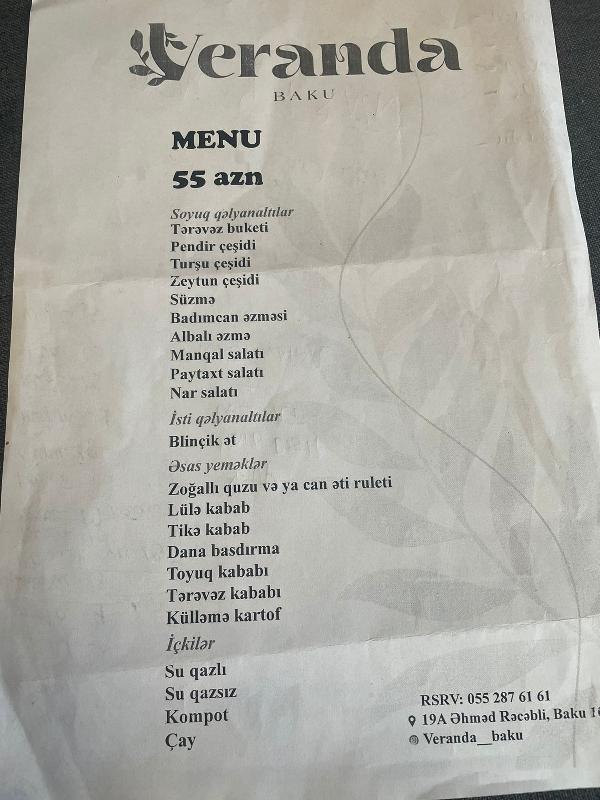 Veranda
BAKU
MENU
55 azn
Soyuq qəlyanaltılar
Tərəvəz buketi
Pendir çeşidi
Turşu çeşidi
Zeytun çeşidi
Süzmə
Badımcan əzməsi
Albalı əzmə
Manqal salatı
Paytaxt salatı
Nar salatı
İsti qəlyanaltılar
Blinçik ət
Əsas yeməklər
Zoğallı quzu və ya can əti ruleti
Lülə kabab
Tikə kabab
Dana basdırma
Toyuq kababı
Tərəvəz kababı
Külləmə kartof
İçkilər
Su qazlı
Su qazsız
Kompot
Çay
RSRV: 055 287 61 61
19A Əhməd Rəcəbli, Baku
Veranda__baku